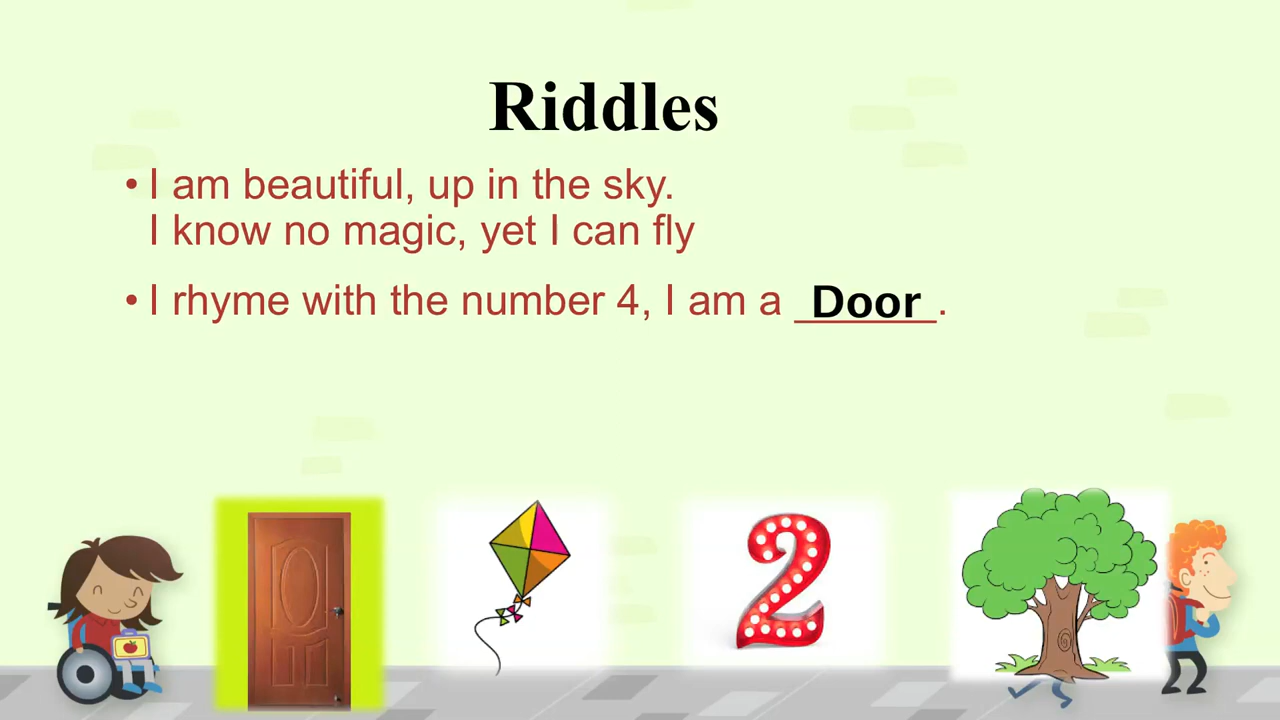 Riddles
• I am beautiful, up in the sky.
I know no magic, yet I can fly
• I rhyme with the number 4, I am a Door.
2